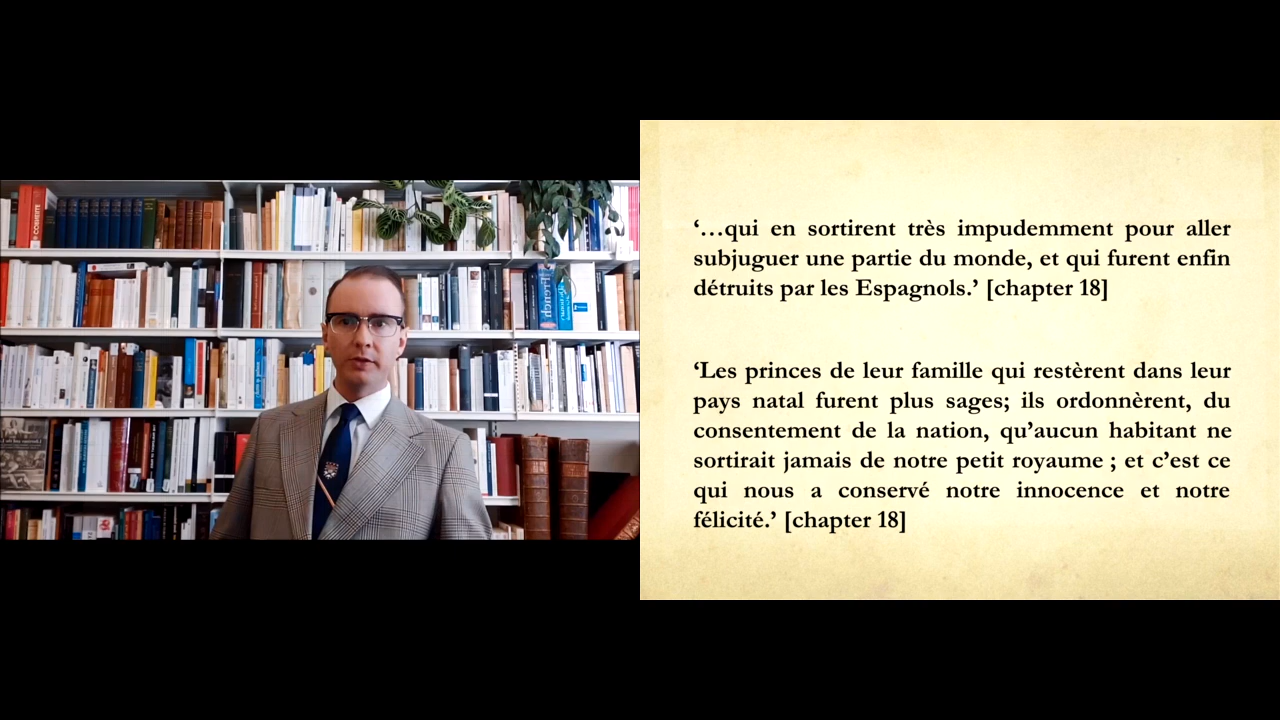 ‘…qui en sortirent très impudemment pour aller
subjuguer une partie du monde, et qui furent enfin
détruits par les Espagnols.’ [chapter 18]
‘Les princes de leur famille qui restèrent dans leur
pays natal furent plus sages; ils ordonnèrent, du
consentement de la nation, qu’aucun habitant ne
sortirait jamais de notre petit royaume ; et c’est ce
qui nous a conservé notre innocence et notre
félicité.’ [chapter 18]